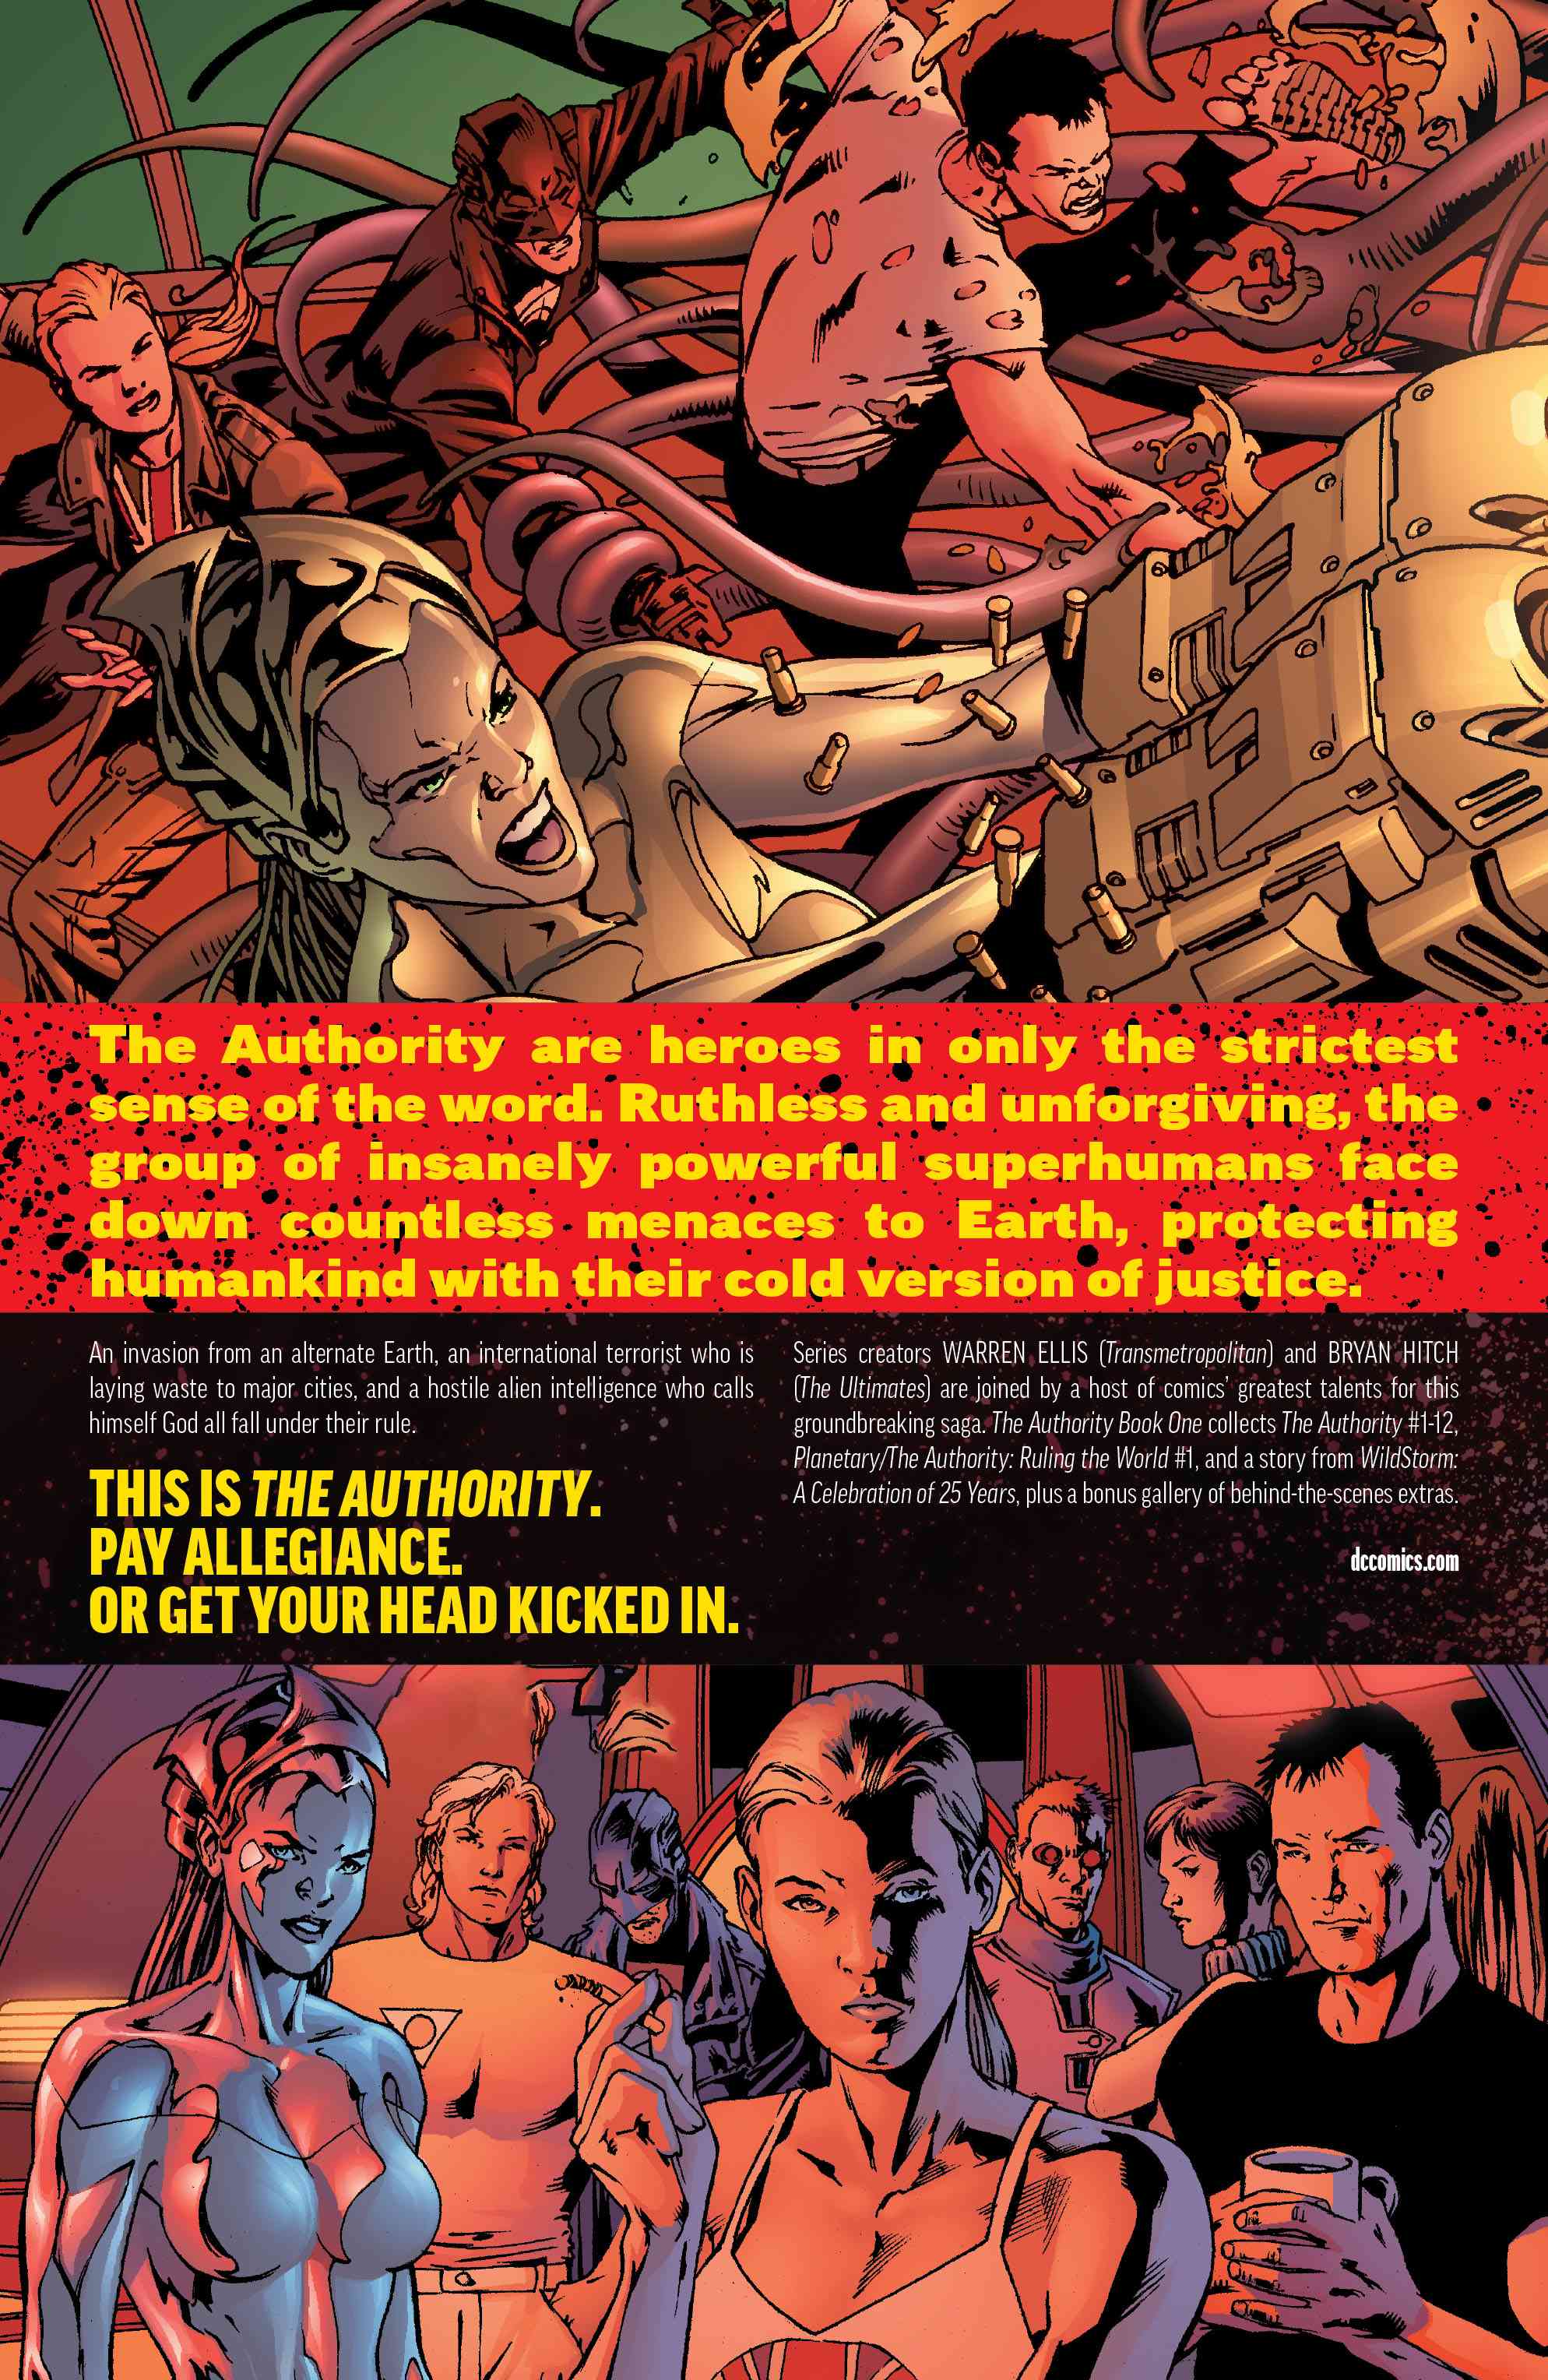 The Authority are heroes in only the strictest
sense of the word. Ruthless and unforgiving, the
group of insanely powerful superhumans face
down countless menaces to Earth, protecting
humankind with their cold version of justice.
An invasion from an alternate Earth, an international terrorist who is
laying waste to major cities, and a hostile alien intelligence who calls
himself God all fall under their rule.
THIS IS THE AUTHORITY.
PAY ALLEGIANCE.
OR GET YOUR HEAD KICKED IN.
Series creators WARREN ELLIS (Transmetropolitan) and BRYAN HITCH
(The Ultimates) are joined by a host of comics’ greatest talents for this
groundbreaking saga. The Authority Book One collects The Authority #1-12,
Planetary/The Authority: Ruling the World #1, and a story from WildStorm:
A Celebration of 25 Years, plus a bonus gallery of behind-the-scenes extras.
dccomics.com